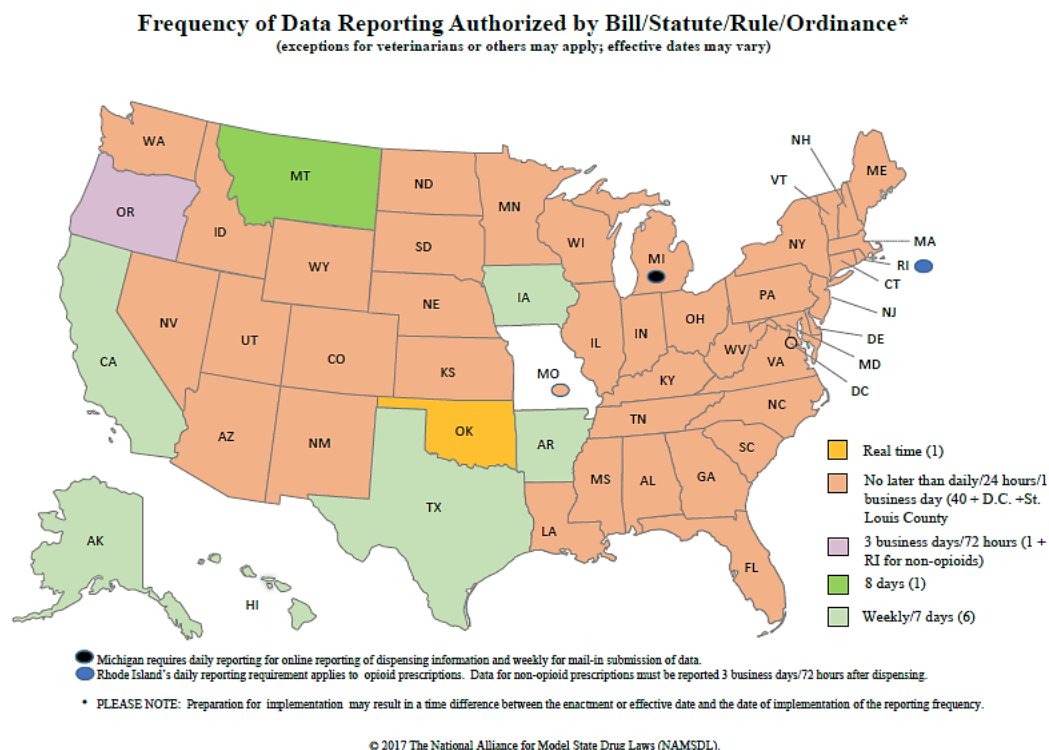 Frequency of Data Reporting Authorized by Bill/Statute/Rule/Ordinance*
(exceptions for veterinarians or others may apply; effective dates may vary)
WA
MT
ND
MN
OR
ID
WY
SD
WI
MI
NH
VT
ME
NY
MA
RI
CT
NJ
PA
DE
MD
DC
NV
UT
CO
NE
IA
IL
IN
OH
WV
VA
CA
KS
MO
KY
NC
AZ
NM
OK
AR
TN
SC
MS
AL
GA
TX
LA
FL
AK
HI
Real time (1)
No later than daily/24 hours/1
business day (40 + D.C. +St.
Louis County
3 business days/72 hours (1 +
RI for non-opioids)
8 days (1)
Weekly/7 days (6)
Michigan requires daily reporting for online reporting of dispensing information and weekly for mail-in submission of data.
Rhode Island's daily reporting requirement applies to opioid prescriptions. Data for non-opioid prescriptions must be reported 3 business days/72 hours after dispensing.
* PLEASE NOTE: Preparation for implementation may result in a time difference between the enactment or effective date and the date of implementation of the reporting frequency.
© 2017 The National Alliance for Model State Drug Laws (NAMSDL).